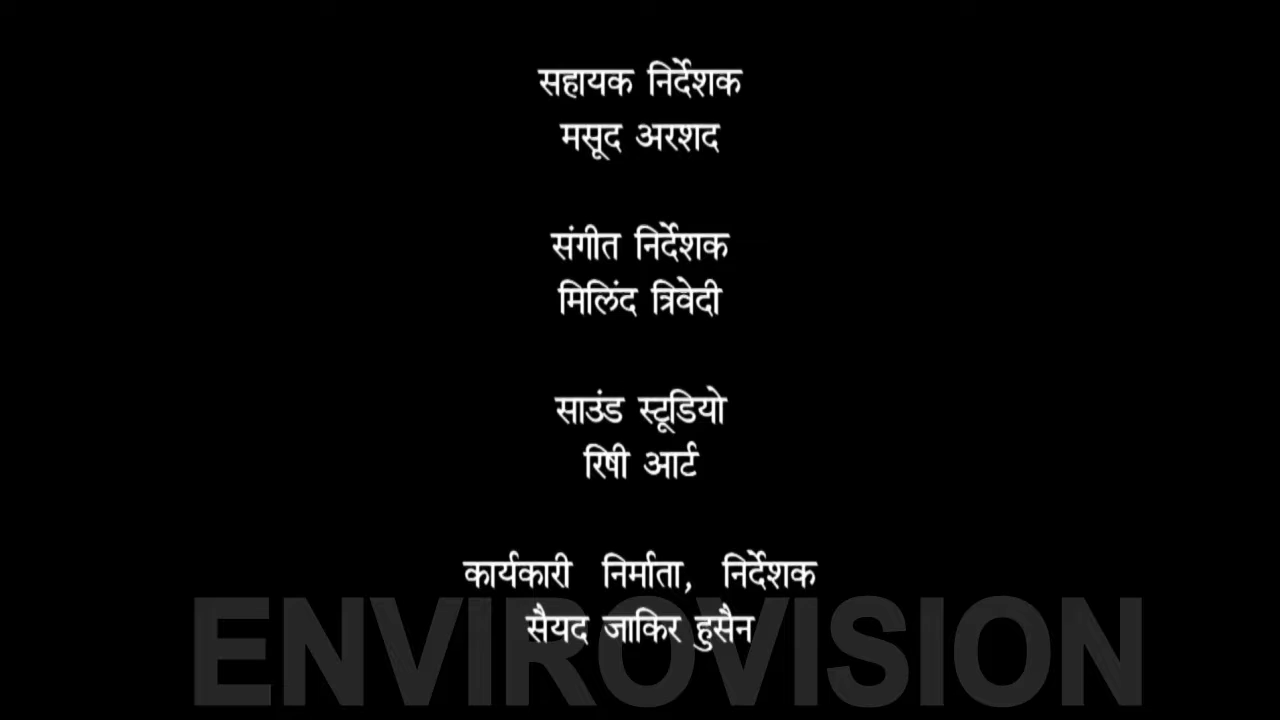 सहायक निर्देशक
मसूद अरशद
संगीत निर्देशक
मिलिंद त्रिवेदी
साउंड स्टूडियो
रिषी आर्ट
कार्यकारी निर्माता, निर्देशक
सैयद जाकिर हुसैन
ENVIROVISION